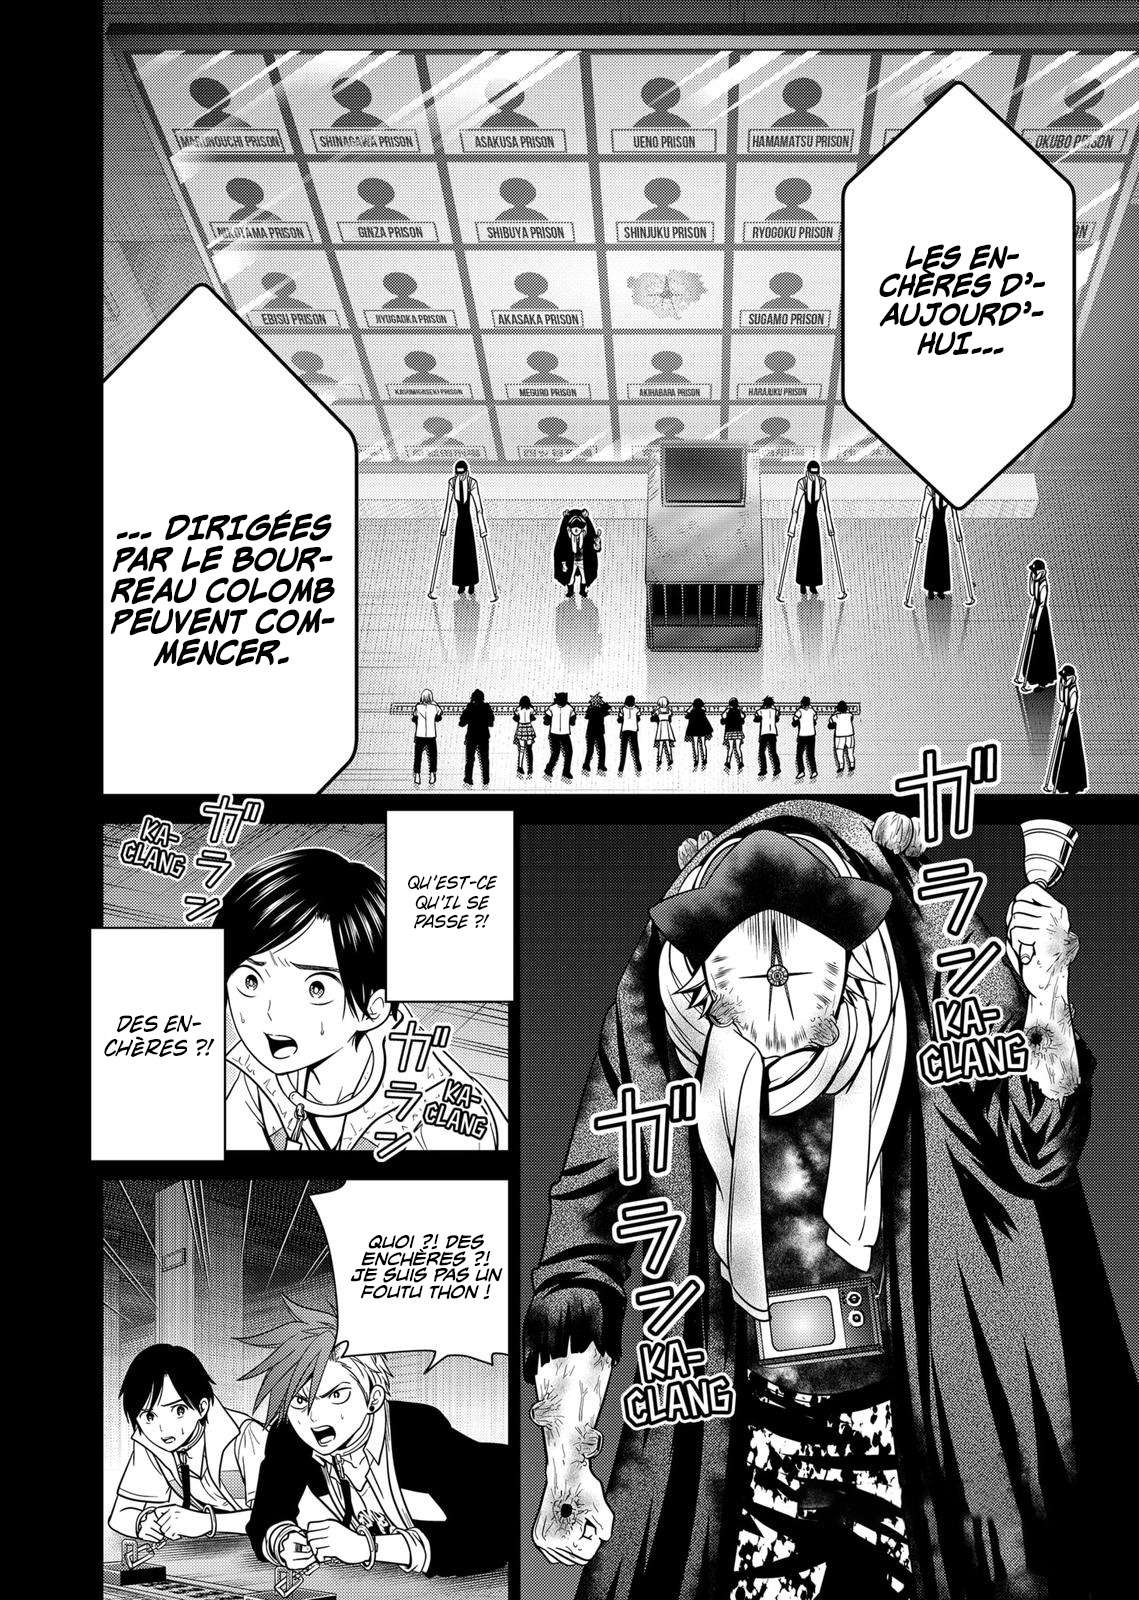 MARUNOUCHI PRISON
SHINAGAWA PRISON
ASAKUSA PRISON
UENO PRISON
HAMAMATSU PRISON
OKUBO PRISON
GINZA PRISON
SHIBUYA PRISON
SHINJUKU PRISON
RYOGOKU PRISON
EBISU PRISON
JIYUGAOKA PRISON
AKASAKA PRISON
SUGAMO PRISON
KASUMIGASEKI PRISON
MEGURO PRISON
AKIHABARA PRISON
HARAJUKU PRISON
LES EN-
CHÈRES D'-
AUJOURD'-
HUI...
... DIRIGÉES
PAR LE BOUR-
REAU COLOMB
PEUVENT COM-
MENCER.
ガラン
KA-
CLANG
ガラン
KA-
CLANG
QU'EST-CE
QU'IL SE
PASSE ?!
ガラン
KA-
CLANG
DES EN-
CHÈRES ?!
ガラン
KA-
CLANG
QUOI ?! DES
ENCHÈRES ?!
JE SUIS PAS UN
FOUTU THON !